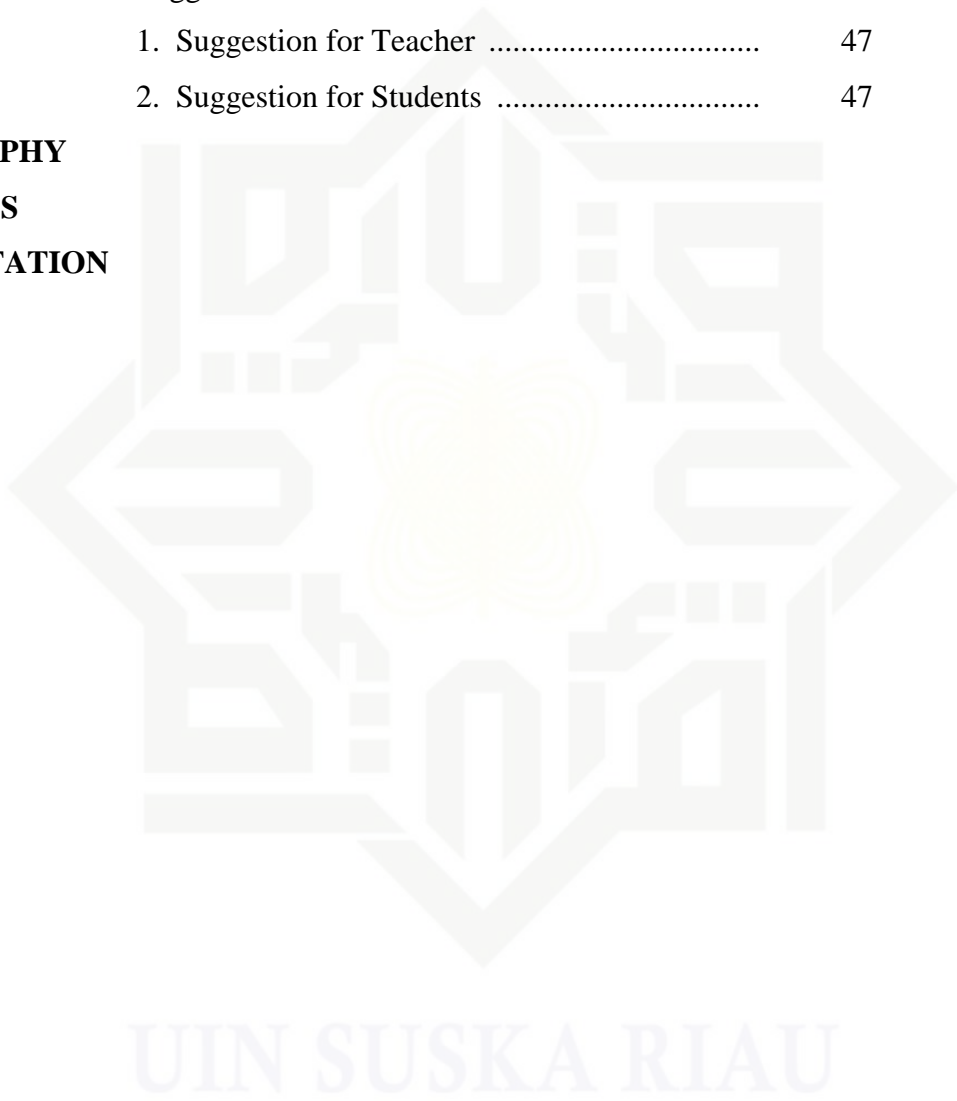 1. Suggestion for Teacher ................................. 47
2. Suggestion for Students ................................ 47
PHY
S
TATION
UIN SUSKA RIAU